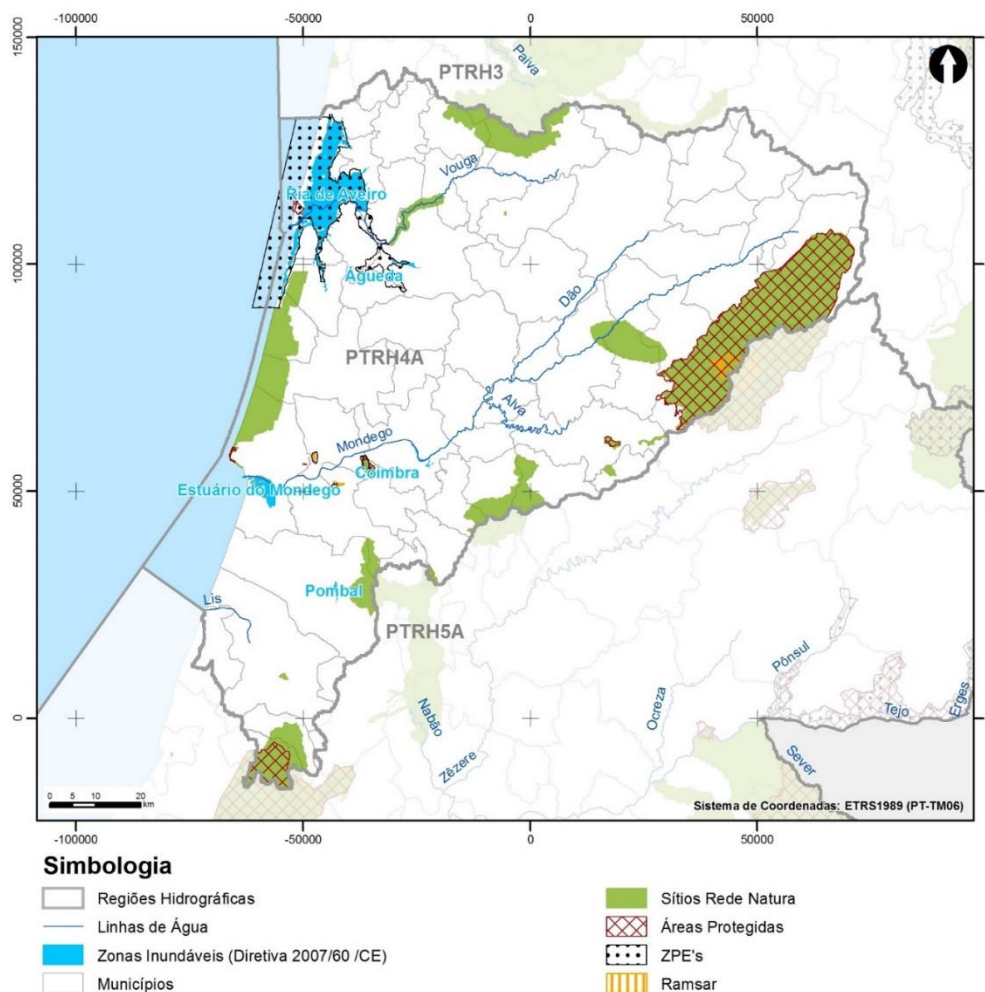 -100000 -50000 0 50000
150000
100000
50000
0
PTRH3
Paiva
Vouga
Ria de Aveiro
Águeda
Dão
PTRH4A
Alva
Mondego
Coimbra
Estuário do Mondego
Pombal
Lis
PTRH5A
Nabão
Zêzere
Ocreza
Pônsul
Tejo
Erges
Sever
0 5 10 20
km
Sistema de Coordenadas: ETRS1989 (PT-TM06)
-100000 -50000 0 50000
Simbologia
Regiões Hidrográficas
Linhas de Água
Zonas Inundáveis (Diretiva 2007/60 /CE)
Municípios
Sítios Rede Natura
Áreas Protegidas
ZPE's
Ramsar